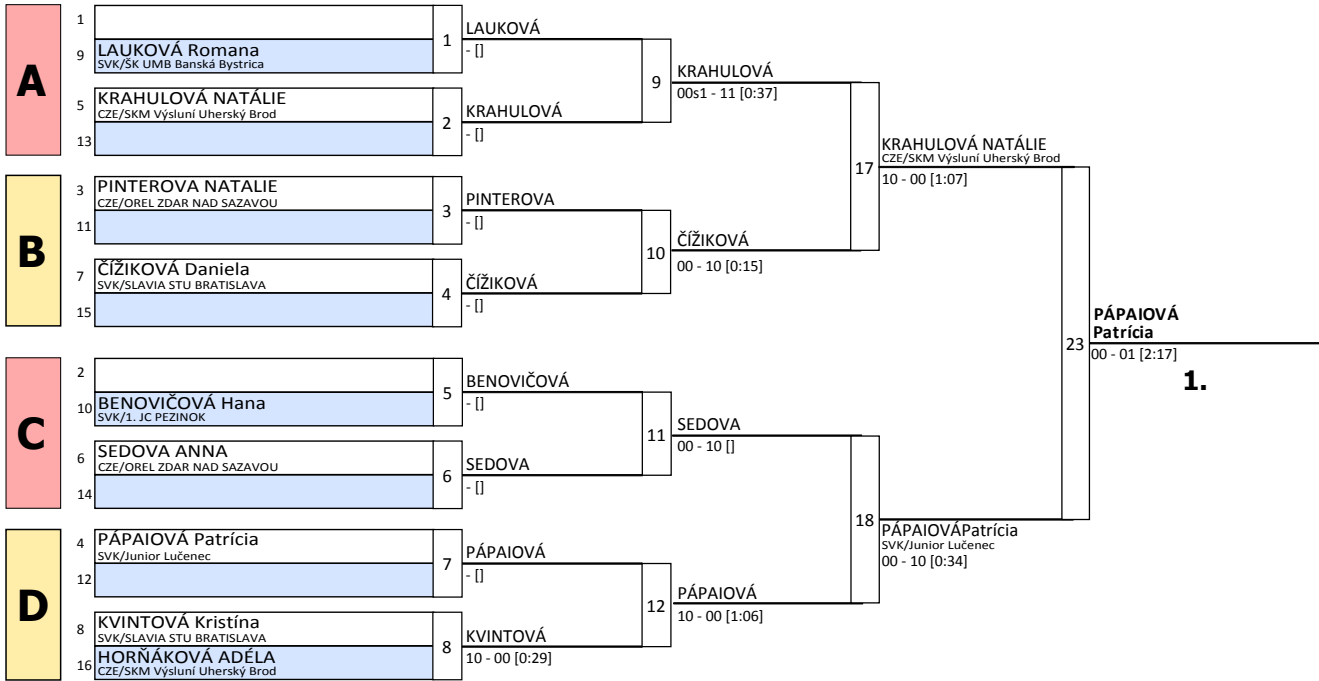 A
1
9
LAUKOVÁ Romana
SVK/ŠK UMB Banská Bystrica
1
LAUKOVÁ
- []
5
KRAHULOVÁ NATÁLIE
CZE/SKM Výsluní Uherský Brod
13
2
KRAHULOVÁ
- []
9
KRAHULOVÁ
00s1 - 11 [0:37]
B
3
PINTEROVA NATALIE
CZE/OREL ZDAR NAD SAZAVOU
11
3
PINTEROVA
- []
7
ČÍŽIKOVÁ Daniela
SVK/SLAVIA STU BRATISLAVA
15
4
ČÍŽIKOVÁ
- []
10
ČÍŽIKOVÁ
00 - 10 [0:15]
17
KRAHULOVÁ NATÁLIE
CZE/SKM Výsluní Uherský Brod
10 - 00 [1:07]
C
2
10
BENOVIČOVÁ Hana
SVK/1. JC PEZINOK
5
BENOVIČOVÁ
- []
6
SEDOVA ANNA
CZE/OREL ZDAR NAD SAZAVOU
14
6
SEDOVA
- []
11
SEDOVA
00 - 10 []
D
4
PÁPAIOVÁ Patrícia
SVK/Junior Lučenec
12
7
PÁPAIOVÁ
- []
8
KVINTOVÁ Kristína
SVK/SLAVIA STU BRATISLAVA
16
HORŇÁKOVÁ ADÉLA
CZE/SKM Výsluní Uherský Brod
8
KVINTOVÁ
10 - 00 [0:29]
12
PÁPAIOVÁ
10 - 00 [1:06]
18
PÁPAIOVÁPatrícia
SVK/Junior Lučenec
00 - 10 [0:34]
23
PÁPAIOVÁ
Patrícia
00 - 01 [2:17]
1.